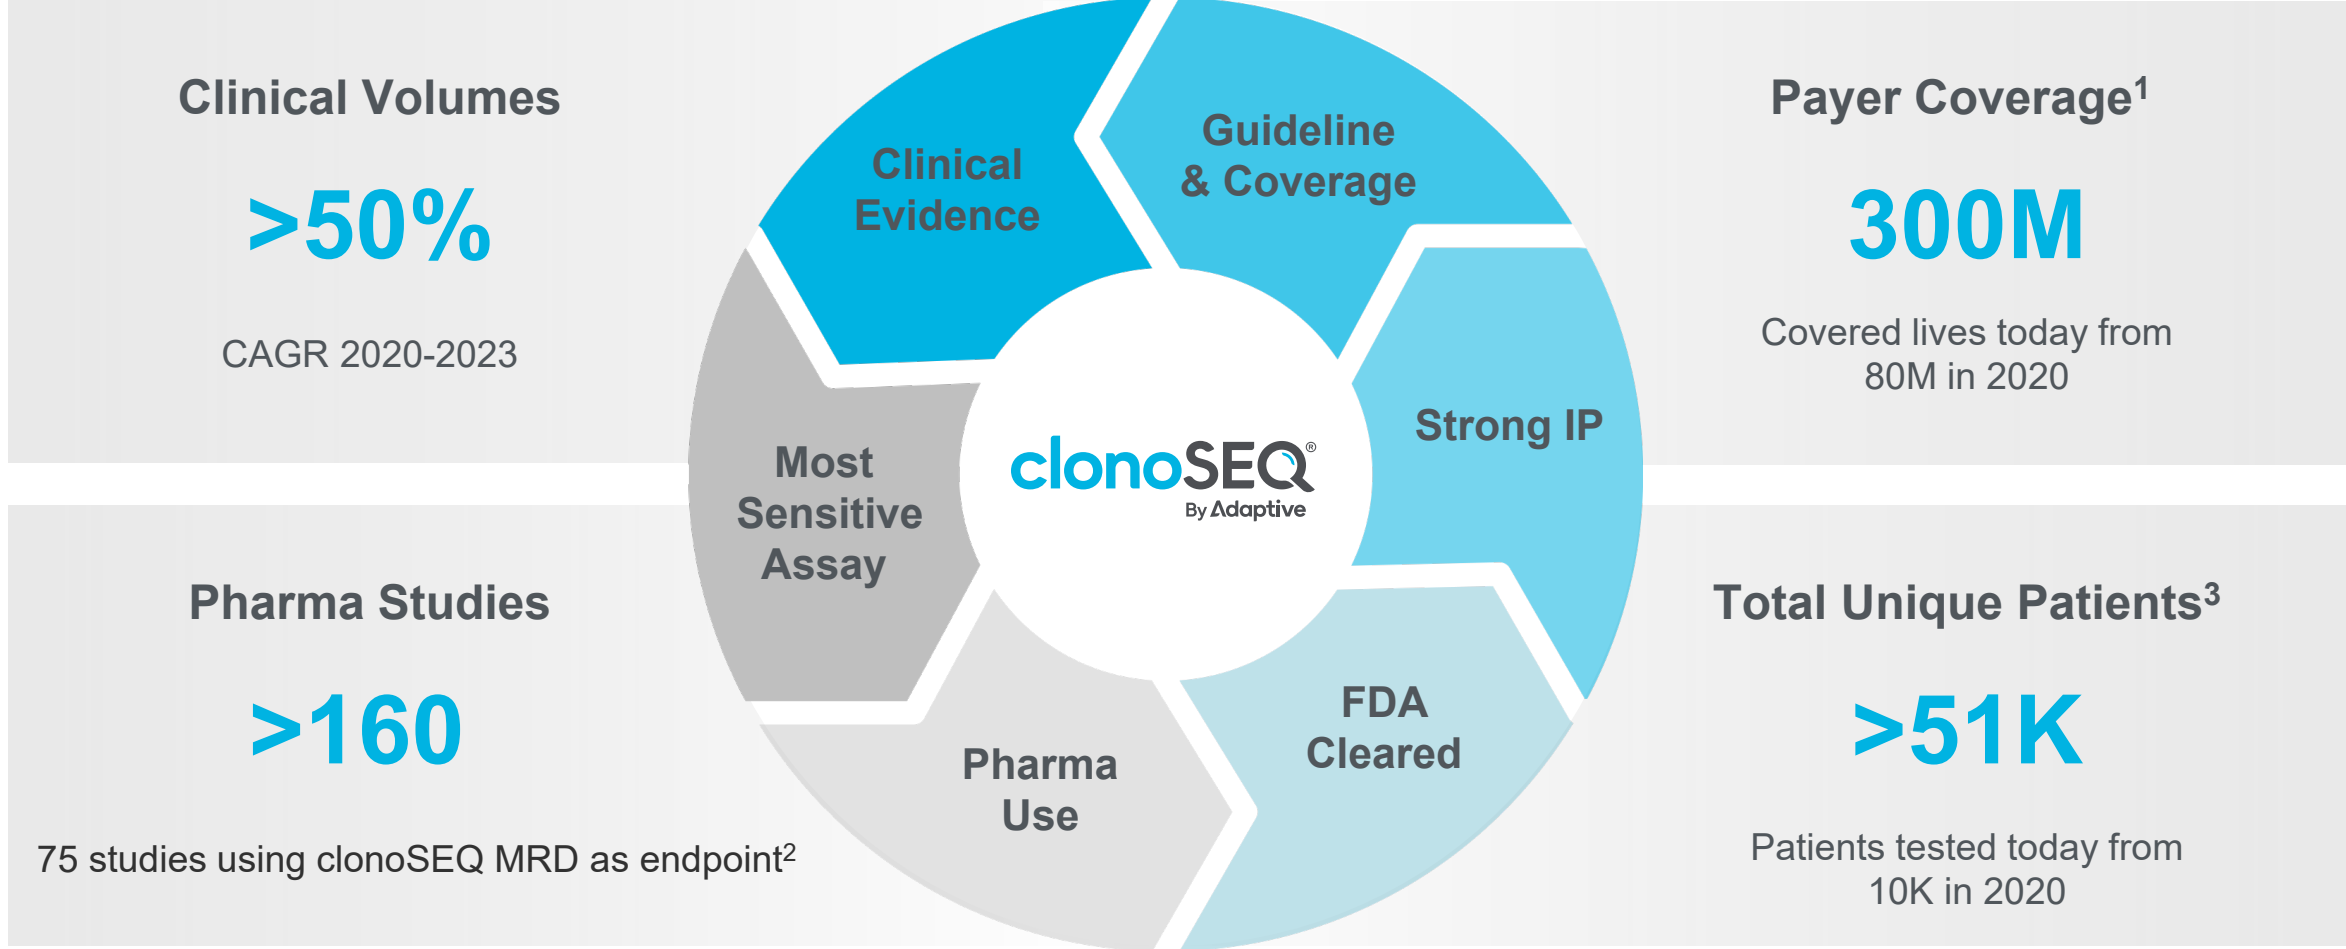 Clinical Volumes
>50%
CAGR 2020-2023
Pharma Studies
>160
75 studies using clonoSEQ MRD as endpoint²
Clinical
Evidence
Guideline
& Coverage
Strong IP
FDA
Cleared
Pharma
Use
Most
Sensitive
Assay
clonoSEQ®
By Adaptive
Payer Coverage¹
300M
Covered lives today from
80M in 2020
Total Unique Patients³
>51K
Patients tested today from
10K in 2020